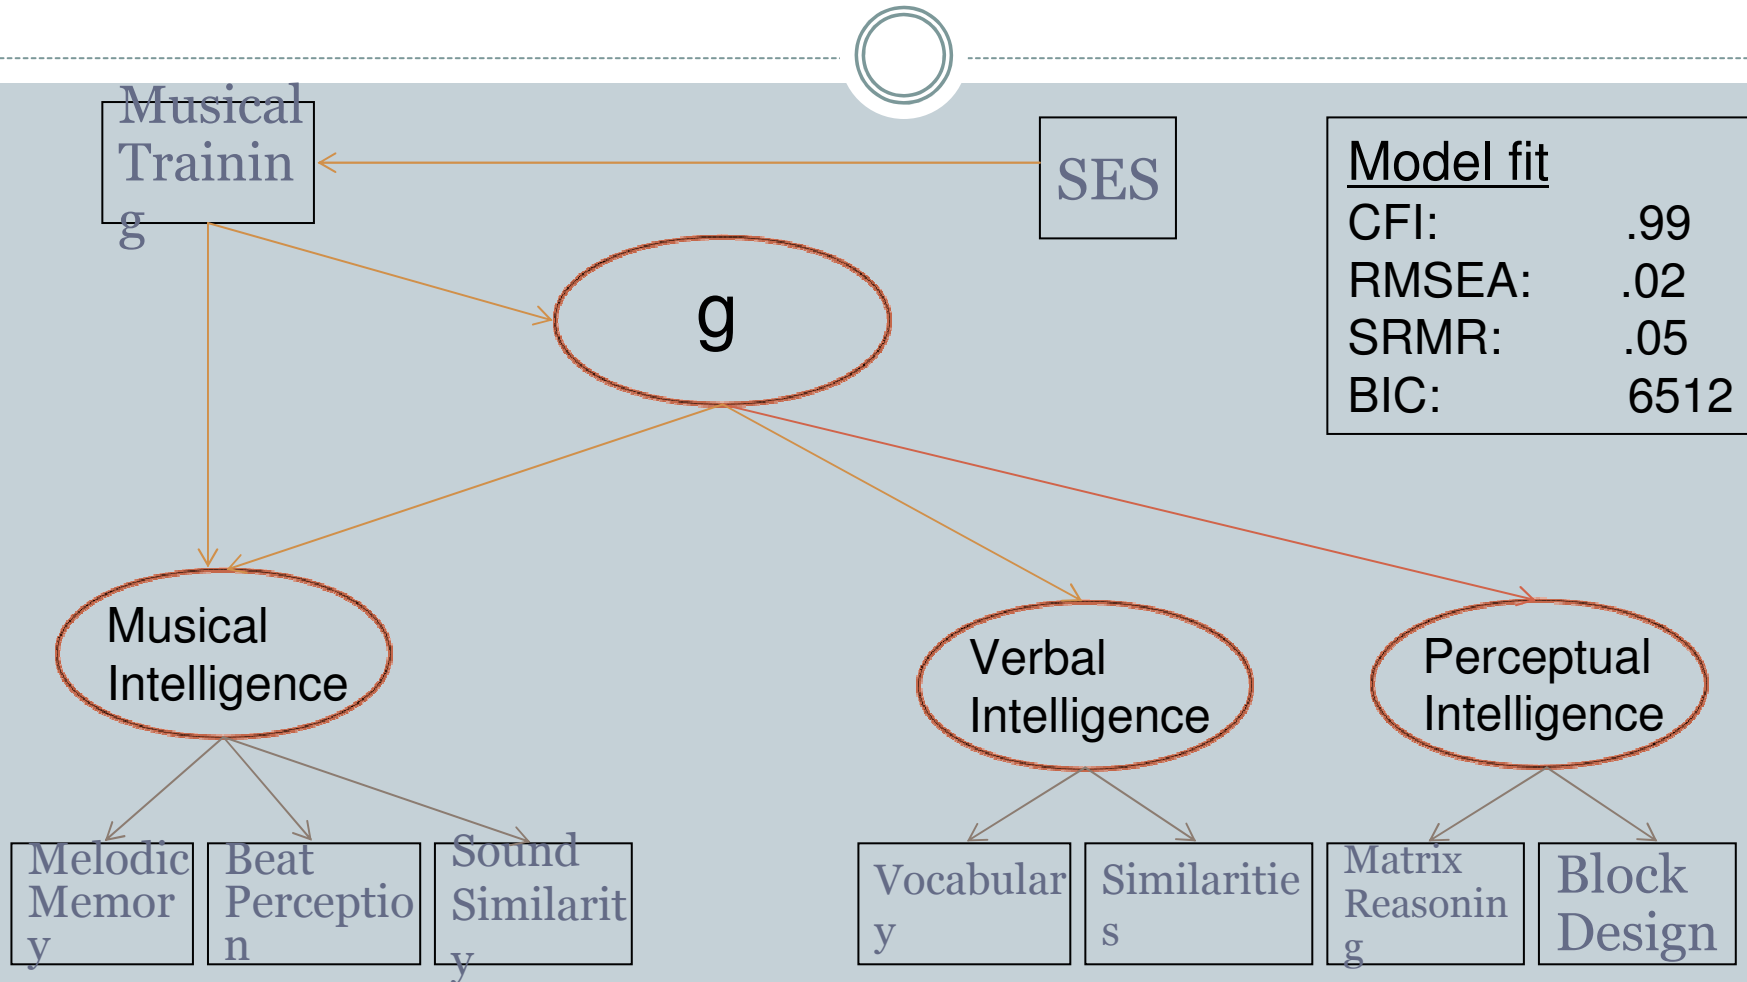 Musical
Trainin
g
SES
Model fit
CFI: .99
RMSEA: .02
SRMR: .05
BIC: 6512
g
Musical
Intelligence
Verbal
Intelligence
Perceptual
Intelligence
Melodic
Memor
y
Beat
Perceptio
n
Sound
Similarit
y
Vocabular
y
Similaritie
s
Matrix
Reasonin
g
Block
Design